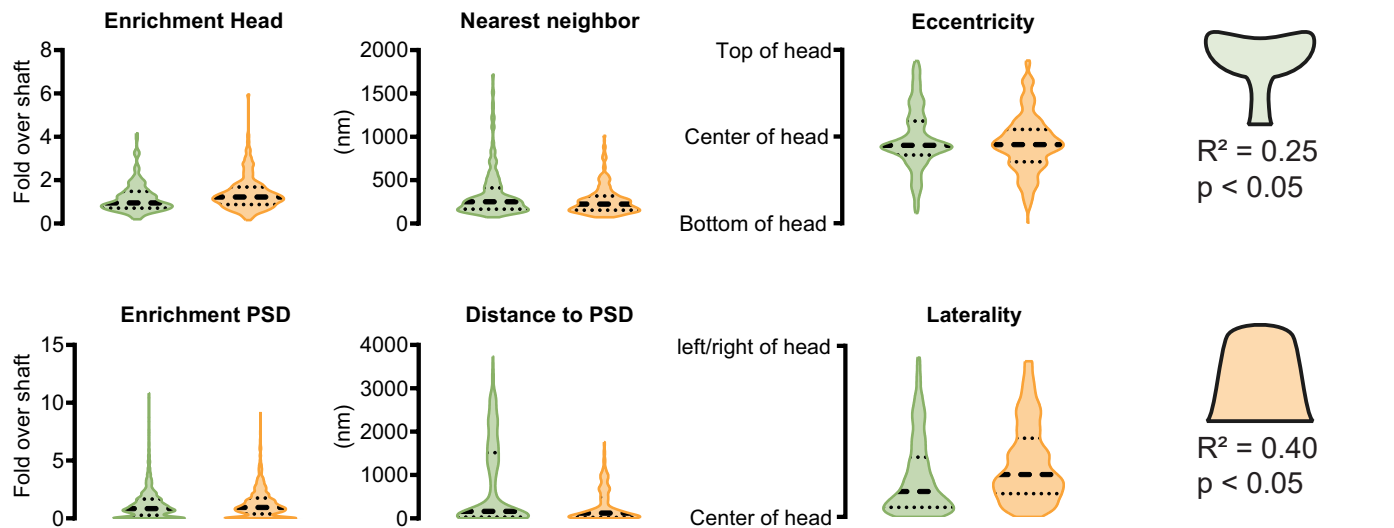 Enrichment Head
Fold over shaft
8
6
4
2
0
Nearest neighbor
(nm)
2000
1500
1000
500
0
Eccentricity
Top of head
Center of head
Bottom of head
R² = 0.25
p < 0.05
Enrichment PSD
Fold over shaft
15
10
5
0
Distance to PSD
(nm)
4000
3000
2000
1000
0
Laterality
left/right of head
Center of head
R² = 0.40
p < 0.05